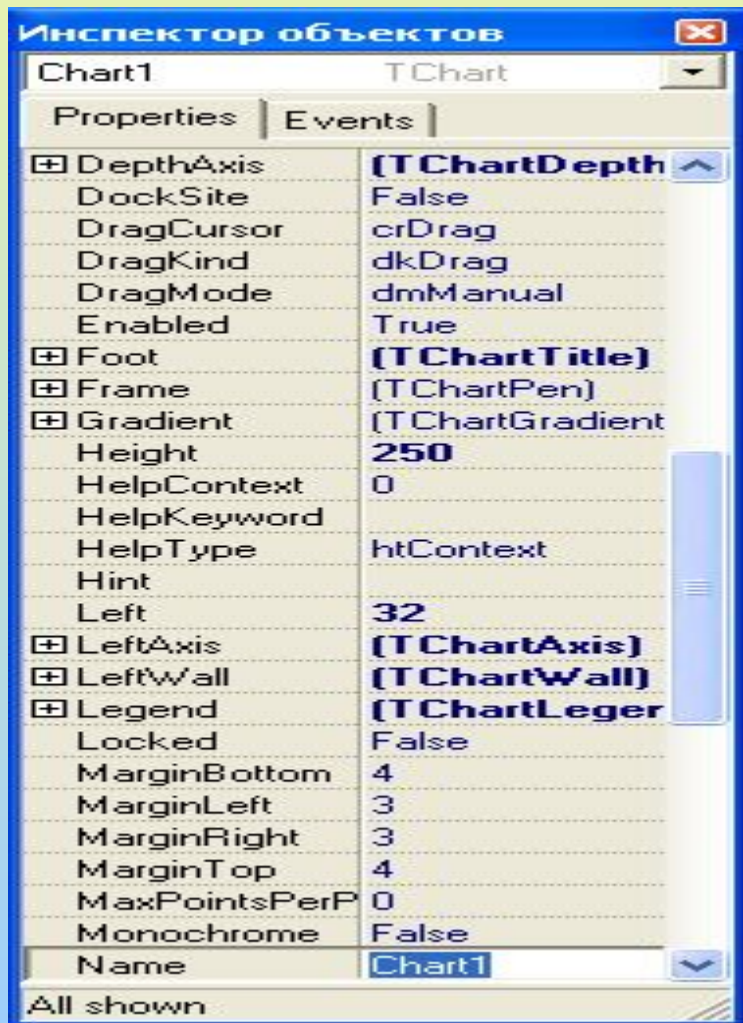 Инспектор объектов
Chart1 TChart
Properties Events
DepthAxis (TChartDepth
DockSite False
DragCursor crDrag
DragKind dkDrag
DragMode dmManual
Enabled True
Foot (TChartTitle)
Frame (TChartPen)
Gradient (TChartGradient
Height 250
HelpContext 0
HelpKeyword
HelpType htContext
Hint
Left 32
LeftAxis (TChartAxis)
LeftWall (TChartWall)
Legend (TChartLeger
Locked False
MarginBottom 4
MarginLeft 3
MarginRight 3
MarginTop 4
MaxPointsPerP 0
Monochrome False
Name Chart1
All shown